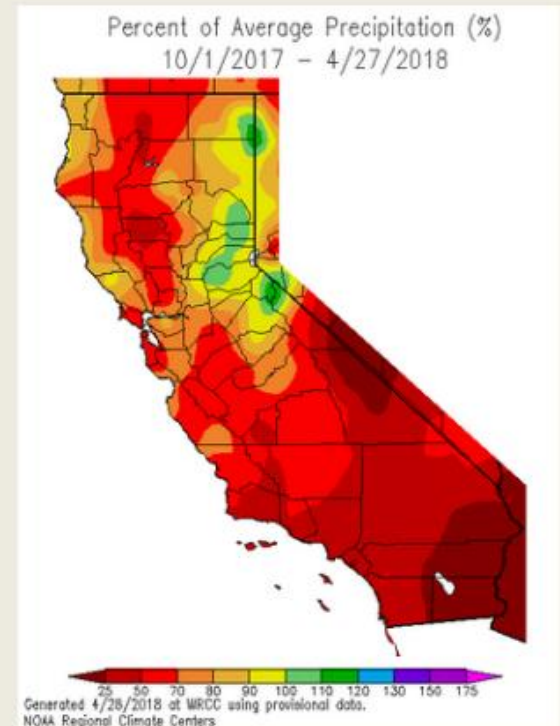 Percent of Average Precipitation (%)
10/1/2017 – 4/27/2018
25 50 70 80 90 100 110 120 130 150 175
Generated 4/28/2018 at WRCC using provisional data.
NOAA Regional Climate Centers